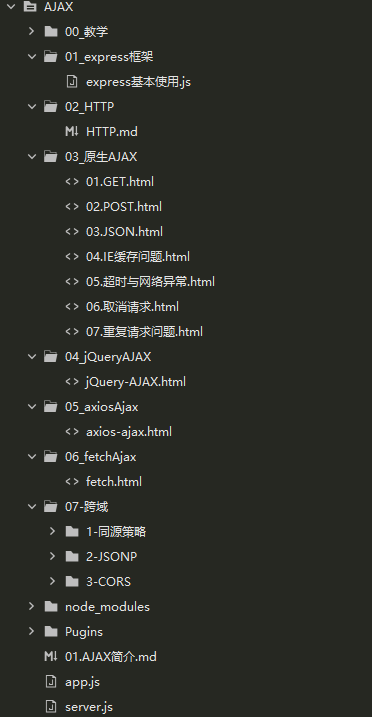 AJAX
00_教学
01_express框架
express基本使用.js
02_HTTP
HTTP.md
03_原生AJAX
01.GET.html
02.POST.html
03.JSON.html
04.IE缓存问题.html
05.超时与网络异常.html
06.取消请求.html
07.重复请求问题.html
04_jQueryAJAX
jQuery-AJAX.html
05_axiosAjax
axios-ajax.html
06_fetchAjax
fetch.html
07-跨域
1-同源策略
2-JSONP
3-CORS
node_modules
Pugins
01.AJAX简介.md
app.js
server.js